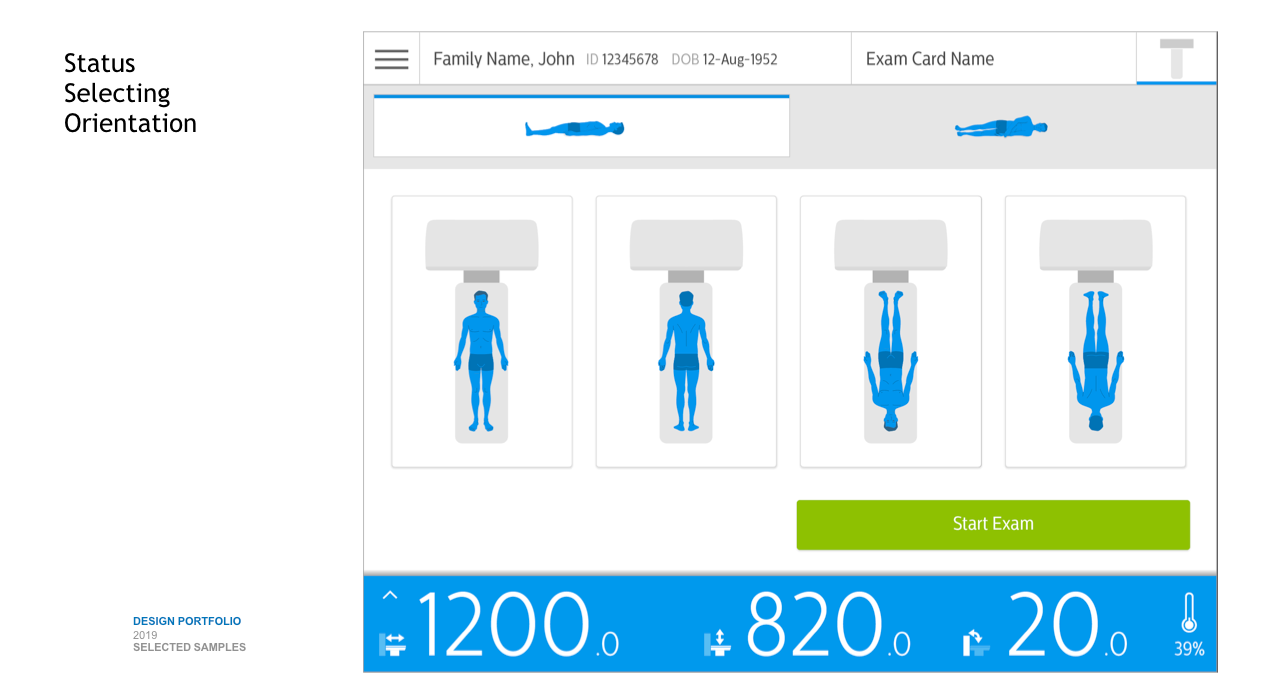 Status
Selecting
Orientation
Family Name, John ID 12345678 DOB 12-Aug-1952
Exam Card Name
Start Exam
1200.0
820.0
20.0
39%
DESIGN PORTFOLIO
2019
SELECTED SAMPLES